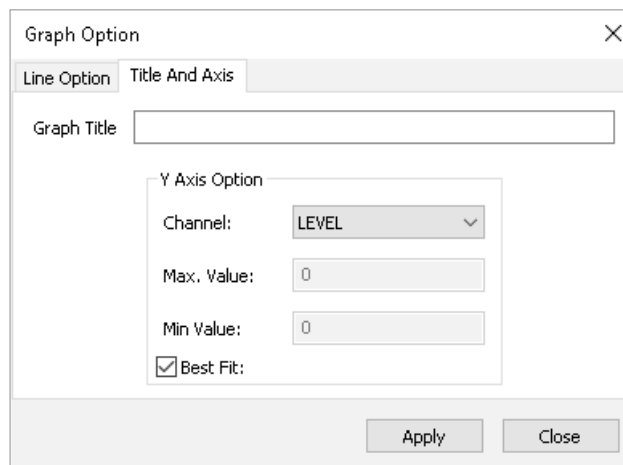 Graph Option
Line Option Title And Axis
Graph Title
Y Axis Option
Channel: LEVEL
Max. Value: 0
Min Value: 0
Best Fit:
Apply Close